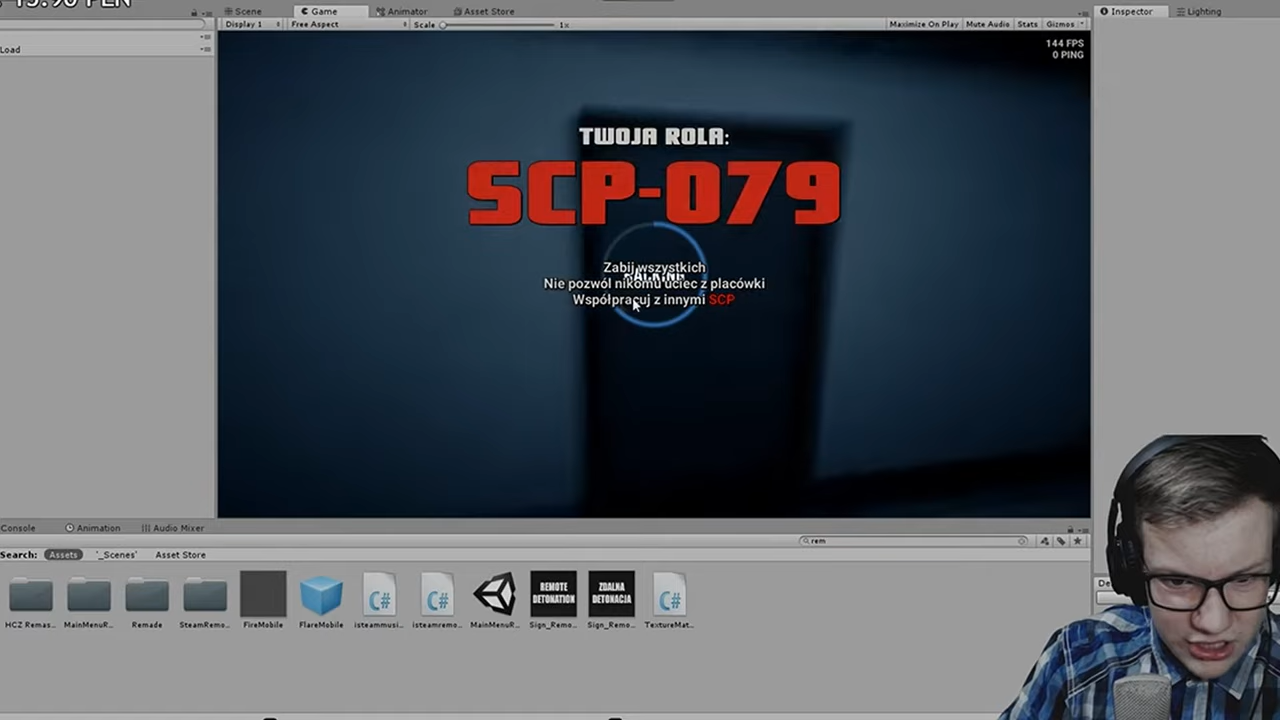 Scene Game Animator Asset Store Inspector Lighting
Display 1 Free Aspect Scale 1x Maximize On Play Mute Audio Stats Gizmos
Load
144 FPS
0 PING
TWOJA ROLA:
SCP-079
Zabij wszystkich
Nie pozwól nikomu uciec z placówki
Współpracuj z innymi SCP
Console Animation Audio Mixer
rem
Search: Assets '_Scenes' Asset Store
REMOTE
DETONATION
ZDALNA
DETONACJA
C# C# C#
HCZ Remas... MainMenuR... Remade SteamRemo... FireMobile FlareMobile isteammusi... isteamremo... MainMenuR... Sign_Remo... Sign_Remo... TextureMat...